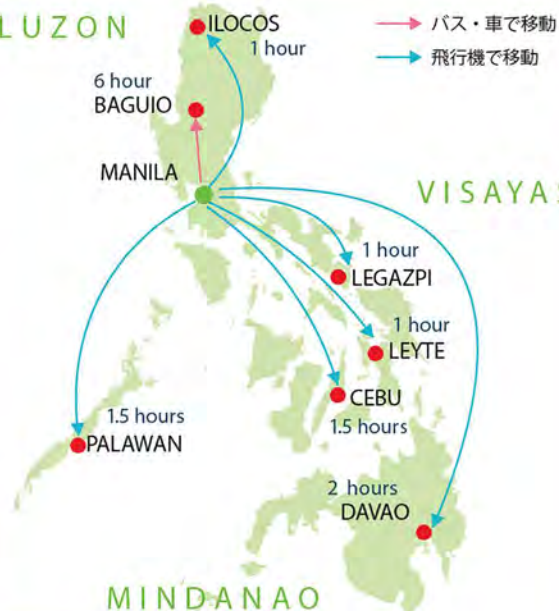 LUZON
ILOCOS
1 hour
バス・車で移動
飛行機で移動
6 hour
BAGUIO
MANILA
VISAYAS
1 hour
LEGAZPI
1 hour
LEYTE
CEBU
1.5 hours
1.5 hours
PALAWAN
2 hours
DAVAO
MINDANAO